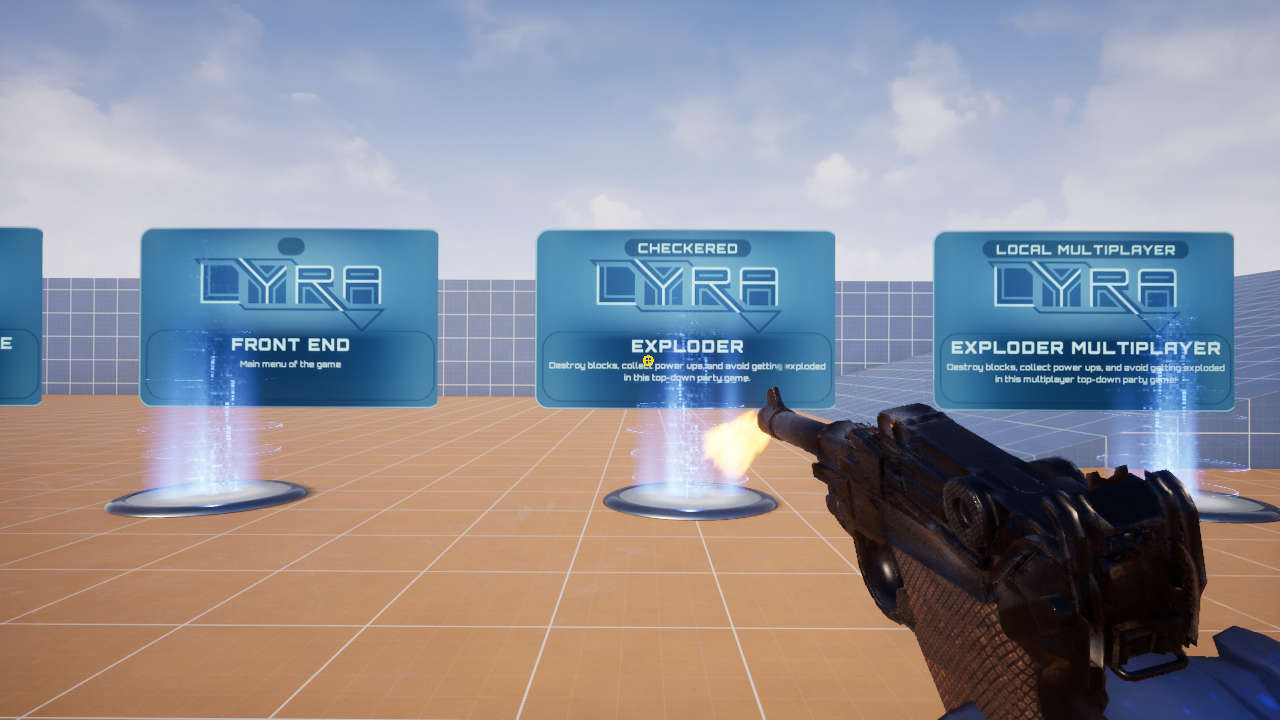 E
LYRA
FRONT END
Main menu of the game
CHECKERED
LYRA
EXPLODER
Destroy blocks, collect power ups, and avoid getting exploded
in this top-down party game.
LOCAL MULTIPLAYER
LYRA
EXPLODER MULTIPLAYER
Destroy blocks, collect power ups, and avoid getting exploded
in this multiplayer top-down party game!